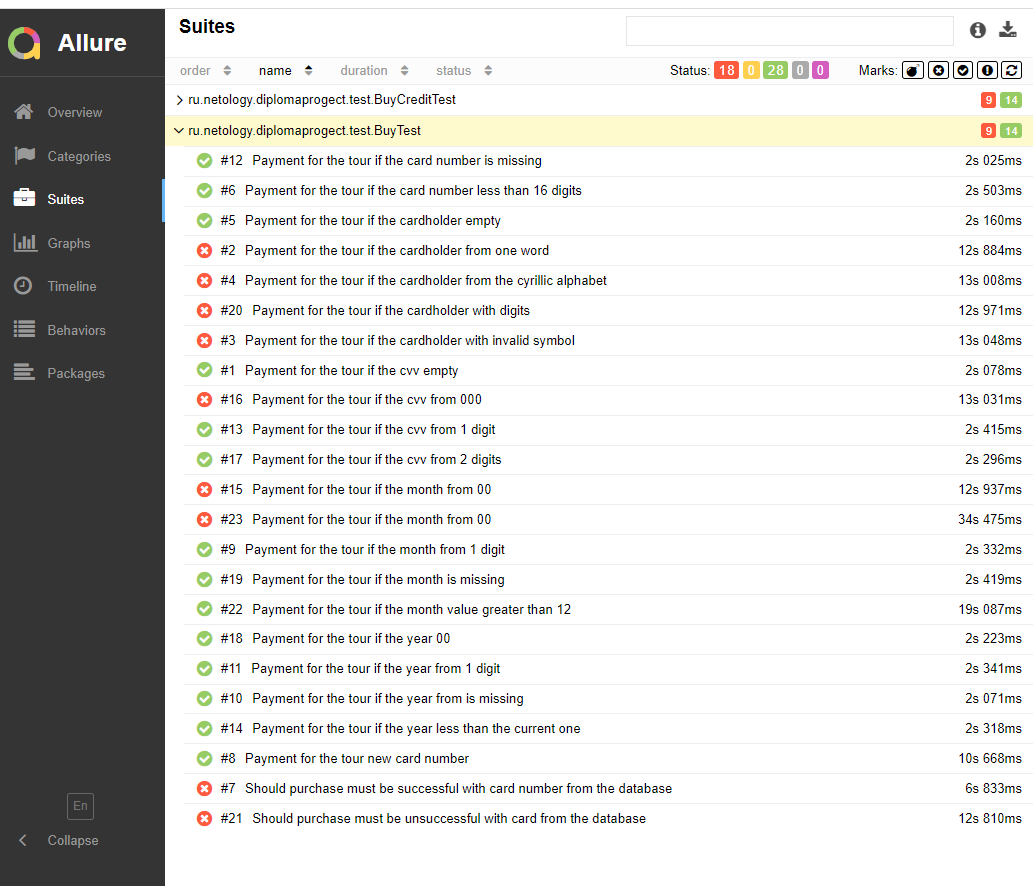 Allure
Overview
Categories
Suites
Graphs
Timeline
Behaviors
Packages
En
Collapse
Suites
order name duration status Status: 18 0 28 0 0 Marks:
ru.netology.diplomaprogect.test.BuyCreditTest 9 14
ru.netology.diplomaprogect.test.BuyTest 9 14
#12 Payment for the tour if the card number is missing 2s 025ms
#6 Payment for the tour if the card number less than 16 digits 2s 503ms
#5 Payment for the tour if the cardholder empty 2s 160ms
#2 Payment for the tour if the cardholder from one word 12s 884ms
#4 Payment for the tour if the cardholder from the cyrillic alphabet 13s 008ms
#20 Payment for the tour if the cardholder with digits 12s 971ms
#3 Payment for the tour if the cardholder with invalid symbol 13s 048ms
#1 Payment for the tour if the cvv empty 2s 078ms
#16 Payment for the tour if the cvv from 000 13s 031ms
#13 Payment for the tour if the cvv from 1 digit 2s 415ms
#17 Payment for the tour if the cvv from 2 digits 2s 296ms
#15 Payment for the tour if the month from 00 12s 937ms
#23 Payment for the tour if the month from 00 34s 475ms
#9 Payment for the tour if the month from 1 digit 2s 332ms
#19 Payment for the tour if the month is missing 2s 419ms
#22 Payment for the tour if the month value greater than 12 19s 087ms
#18 Payment for the tour if the year 00 2s 223ms
#11 Payment for the tour if the year from 1 digit 2s 341ms
#10 Payment for the tour if the year from is missing 2s 071ms
#14 Payment for the tour if the year less than the current one 2s 318ms
#8 Payment for the tour new card number 10s 668ms
#7 Should purchase must be successful with card number from the database 6s 833ms
#21 Should purchase must be unsuccessful with card from the database 12s 810ms